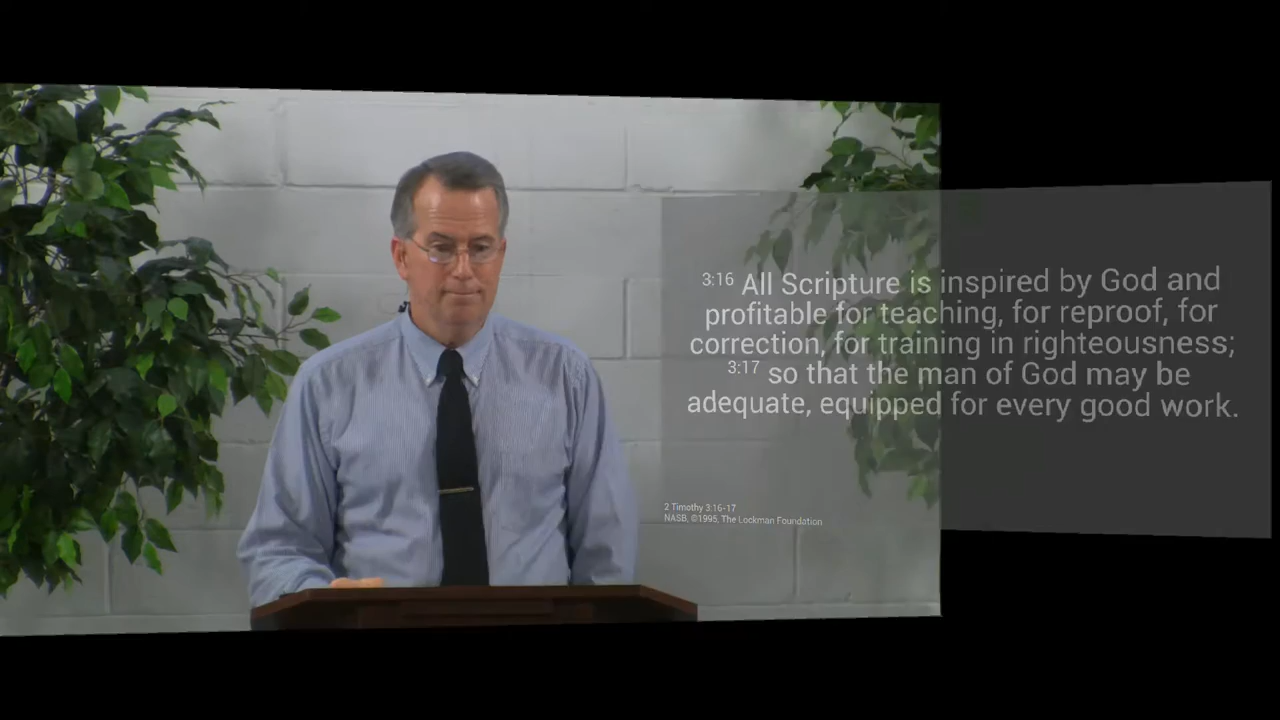 3:16 All Scripture is inspired by God and
profitable for teaching, for reproof, for
correction, for training in righteousness;
3:17 so that the man of God may be
adequate, equipped for every good work.
2 Timothy 3:16-17
NASB, ©1995, The Lockman Foundation